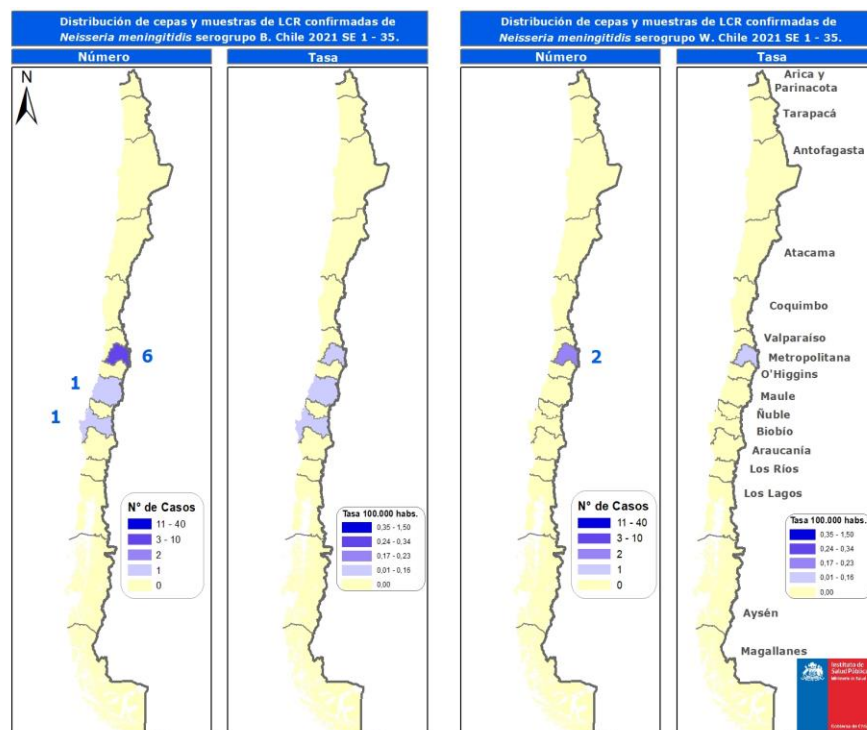 Distribución de cepas y muestras de LCR confirmadas de
Neisseria meningitidis serogrupo B. Chile 2021 SE 1 - 35.
Número
Tasa
N
6
1
1
N° de Casos
11 - 40
3 - 10
2
1
0
Tasa 100.000 habs.
0,35 - 1,50
0,24 - 0,34
0,17 - 0,23
0,01 - 0,16
0,00
Distribución de cepas y muestras de LCR confirmadas de
Neisseria meningitidis serogrupo W. Chile 2021 SE 1 - 35.
Número
Tasa
2
N° de Casos
11 - 40
3 - 10
2
1
0
Arica y
Parinacota
Tarapacá
Antofagasta
Atacama
Coquimbo
Valparaíso
Metropolitana
O'Higgins
Maule
Ñuble
Biobío
Araucanía
Los Ríos
Los Lagos
Aysén
Magallanes
Tasa 100.000 habs.
0,35 - 1,50
0,24 - 0,34
0,17 - 0,23
0,01 - 0,16
0,00
Instituto de
Salud Pública